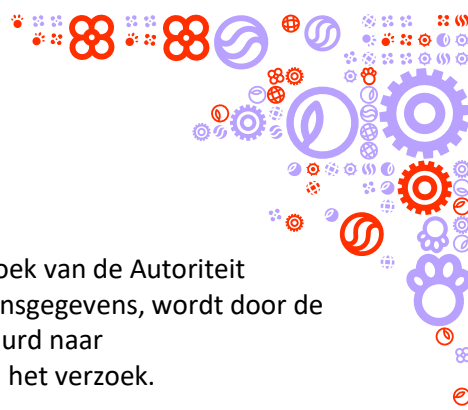 oek van de Autoriteit
nsgegevens, wordt door de
urd naar
het verzoek.